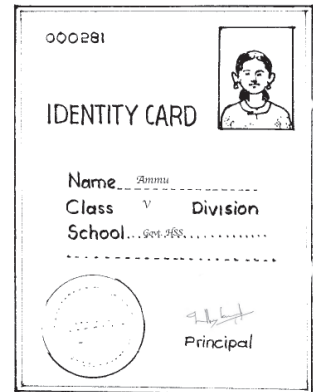 000281
IDENTITY CARD
Name Ammu
Class V Division
School Govt. HSS
Principal